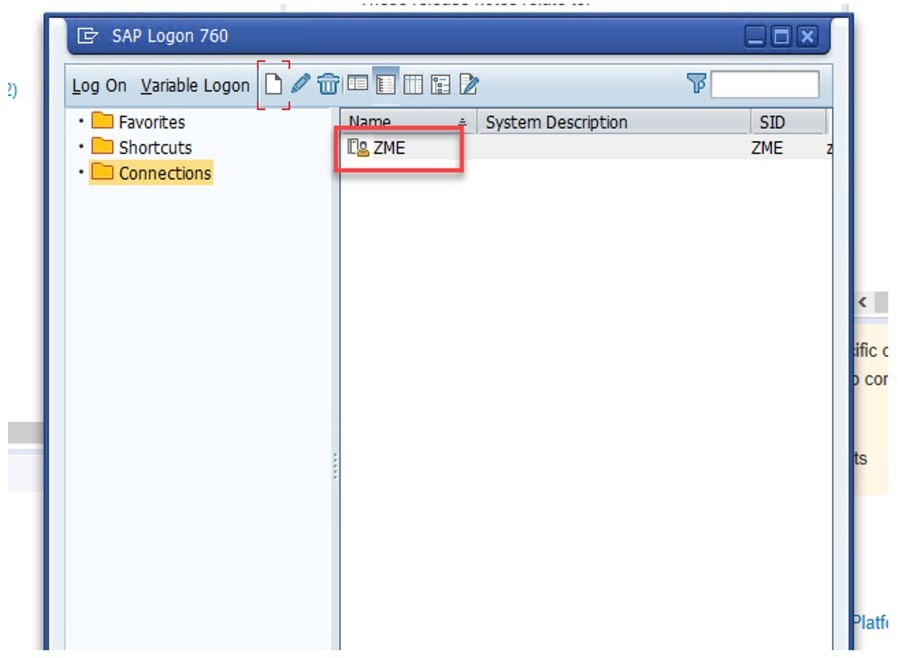 2)
SAP Logon 760
Log On Variable Logon
Favorites
Shortcuts
Connections
Name System Description SID
ZME ZME z
ific c
o cor
ts
Platf